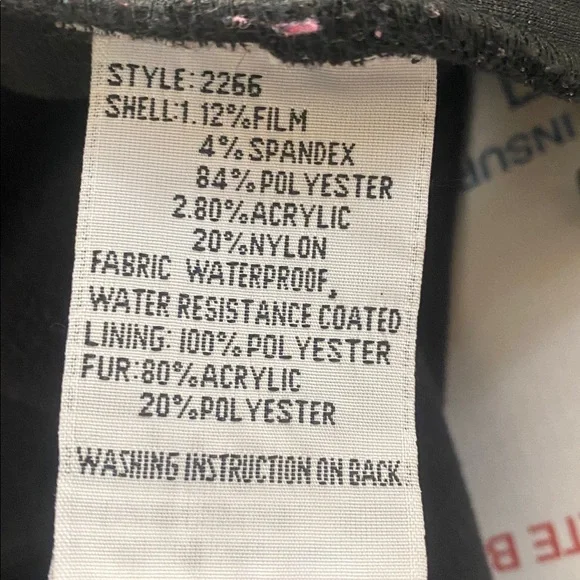 STYLE:2266
SHELL:1.12%FILM
4%SPANDEX
84%POLYESTER
2.80%ACRYLIC
20%NYLON
FABRIC WATERPROOF,
WATER RESISTANCE COATED
LINING: 100%POLYESTER
FUR:80%ACRYLIC
20%POLYESTER
WASHING INSTRUCTION ON BACK